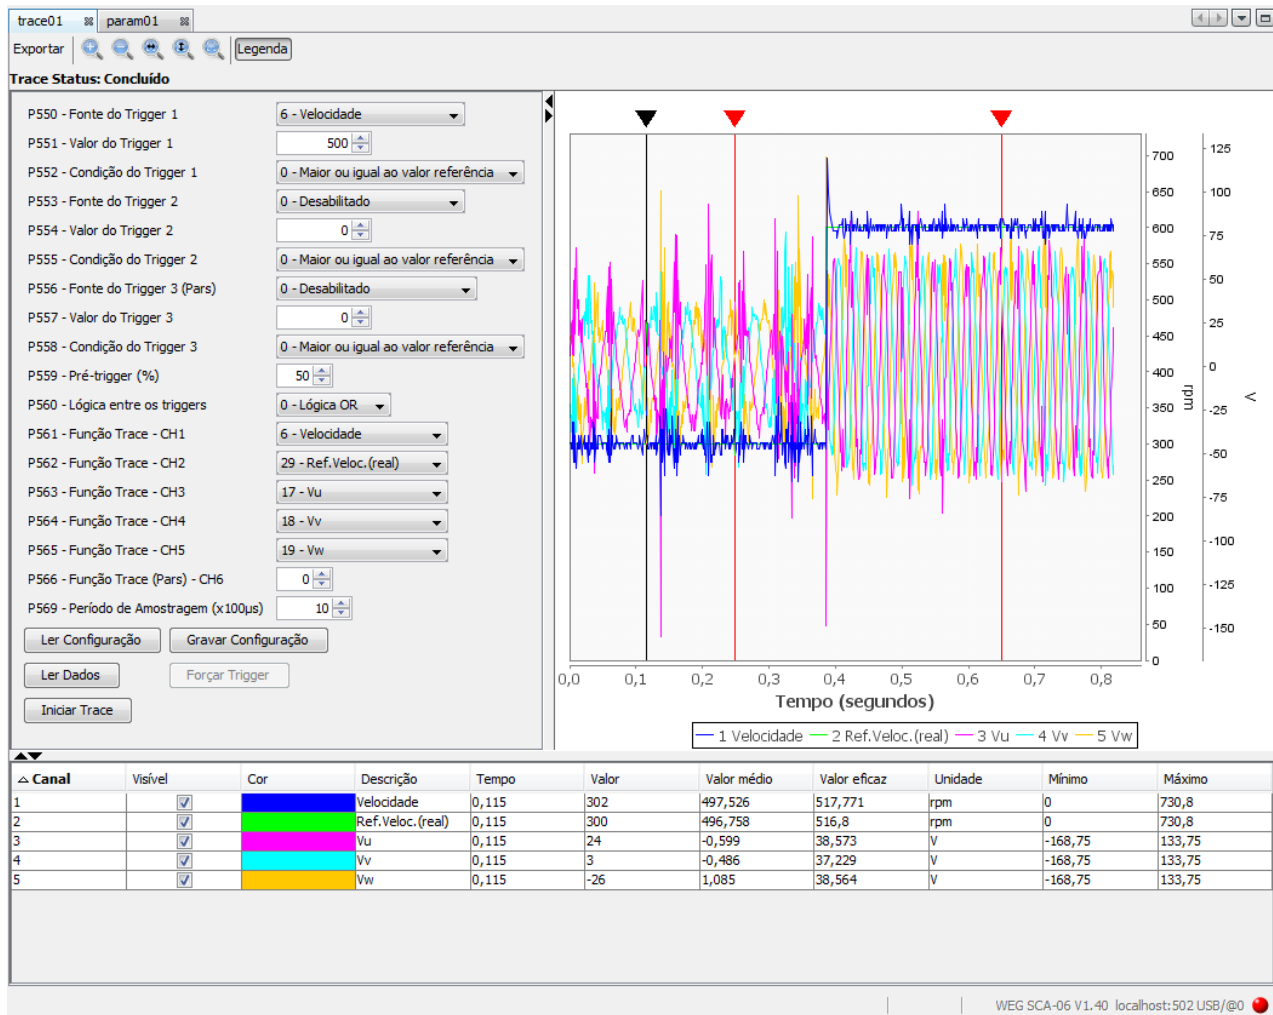 trace01 param01
Exportar Legenda
Trace Status: Concluído
P550 - Fonte do Trigger 1 6 - Velocidade
P551 - Valor do Trigger 1 500
P552 - Condição do Trigger 1 0 - Maior ou igual ao valor referência
P553 - Fonte do Trigger 2 0 - Desabilitado
P554 - Valor do Trigger 2 0
P555 - Condição do Trigger 2 0 - Maior ou igual ao valor referência
P556 - Fonte do Trigger 3 (Pars) 0 - Desabilitado
P557 - Valor do Trigger 3 0
P558 - Condição do Trigger 3 0 - Maior ou igual ao valor referência
P559 - Pré-trigger (%) 50
P560 - Lógica entre os triggers 0 - Lógica OR
P561 - Função Trace - CH1 6 - Velocidade
P562 - Função Trace - CH2 29 - Ref.Veloc.(real)
P563 - Função Trace - CH3 17 - Vu
P564 - Função Trace - CH4 18 - Vv
P565 - Função Trace - CH5 19 - Vw
P566 - Função Trace (Pars) - CH6 0
P569 - Período de Amostragem (x100µs) 10
Ler Configuração Gravar Configuração
Ler Dados Forçar Trigger
Iniciar Trace
700
650
600
550
500
450
400
350
300
250
200
150
100
50
0
rpm
125
100
75
50
25
0
-25
-50
-75
-100
-125
-150
V
0,0 0,1 0,2 0,3 0,4 0,5 0,6 0,7 0,8
Tempo (segundos)
1 Velocidade 2 Ref.Veloc.(real) 3 Vu 4 Vv 5 Vw
Canal Visível Cor Descrição Tempo Valor Valor médio Valor eficaz Unidade Mínimo Máximo
1 Velocidade 0,115 302 497,526 517,771 rpm 0 730,8
2 Ref.Veloc.(real) 0,115 300 496,758 516,8 rpm 0 730,8
3 Vu 0,115 24 -0,599 38,573 V -168,75 133,75
4 Vv 0,115 3 -0,486 37,229 V -168,75 133,75
5 Vw 0,115 -26 1,085 38,564 V -168,75 133,75
WEG SCA-06 V1.40 localhost:502 USB/@0